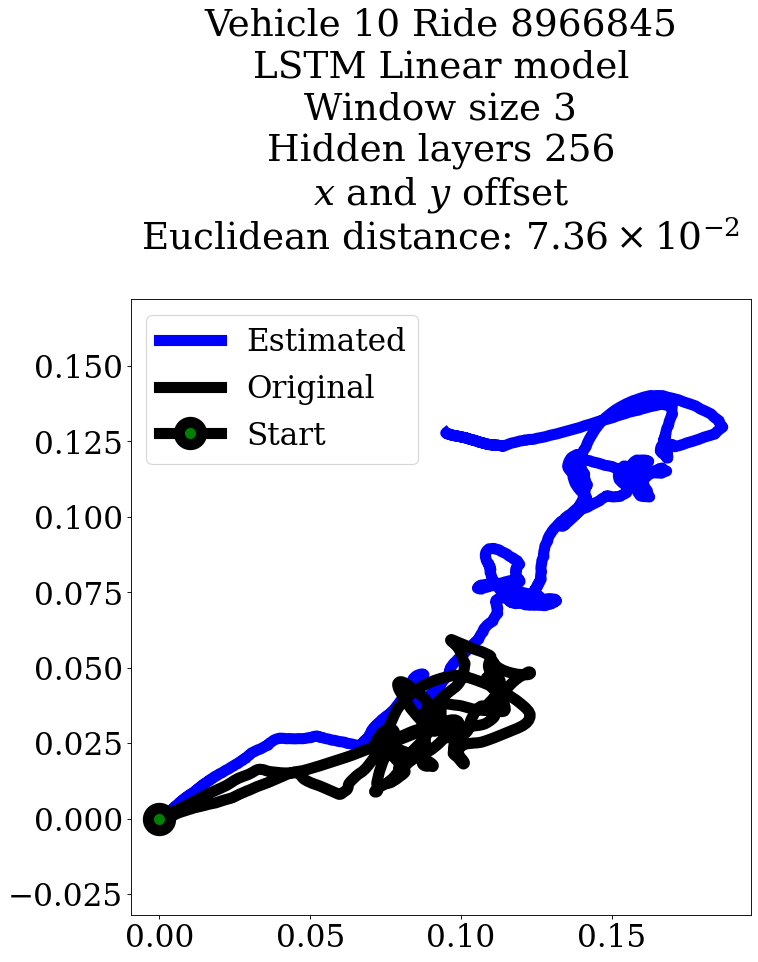 Vehicle 10 Ride 8966845
LSTM Linear model
Window size 3
Hidden layers 256
x and y offset
Euclidean distance: 7.36 × 10⁻²
Estimated
Original
Start
0.150
0.125
0.100
0.075
0.050
0.025
0.000
−0.025
0.00 0.05 0.10 0.15